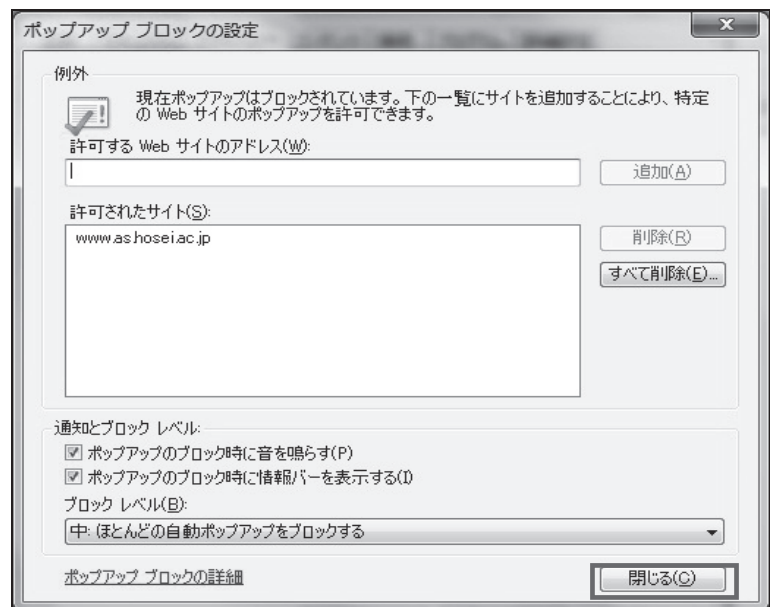 ポップアップ ブロックの設定
例外
現在ポップアップはブロックされています。下の一覧にサイトを追加することにより、特定
の Web サイトのポップアップを許可できます。
許可する Web サイトのアドレス(W):
追加(A)
許可されたサイト(S):
www.as.hosei.ac.jp
削除(R)
すべて削除(E)...
通知とブロック レベル:
ポップアップのブロック時に音を鳴らす(P)
ポップアップのブロック時に情報バーを表示する(I)
ブロック レベル(B):
中: ほとんどの自動ポップアップをブロックする
ポップアップ ブロックの詳細
閉じる(C)